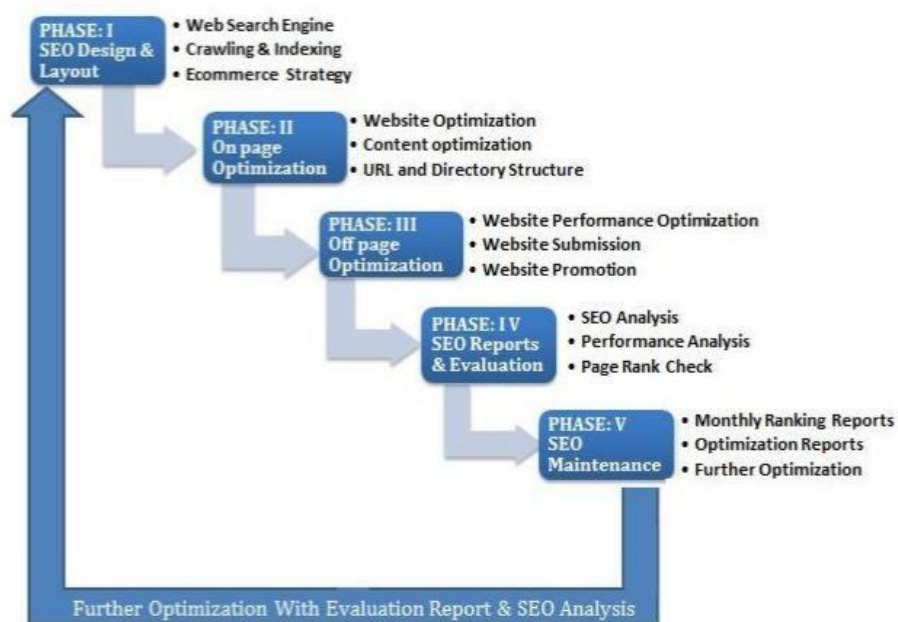 PHASE: I
SEO Design &
Layout
• Web Search Engine
• Crawling & Indexing
• Ecommerce Strategy
PHASE: II
On page
Optimization
• Website Optimization
• Content optimization
• URL and Directory Structure
PHASE: III
Off page
Optimization
• Website Performance Optimization
• Website Submission
• Website Promotion
PHASE: I V
SEO Reports
& Evaluation
• SEO Analysis
• Performance Analysis
• Page Rank Check
PHASE: V
SEO
Maintenance
• Monthly Ranking Reports
• Optimization Reports
• Further Optimization
Further Optimization With Evaluation Report & SEO Analysis